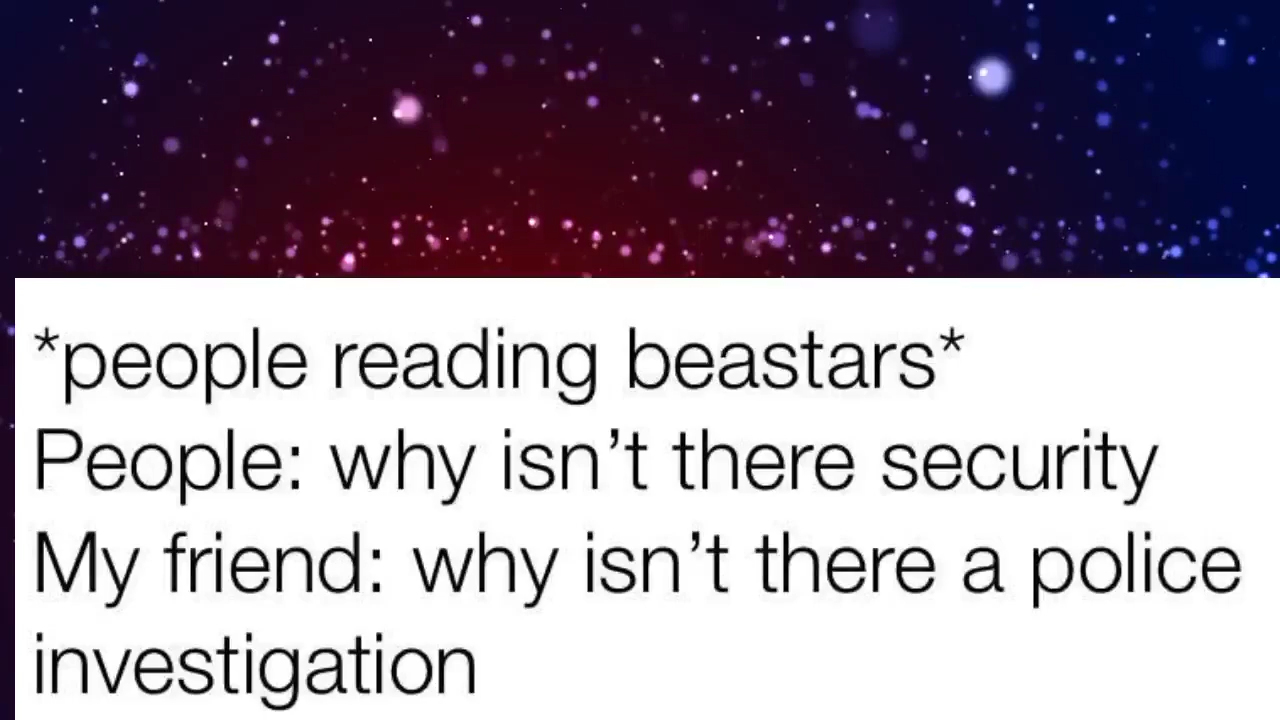 *people reading beastars*
People: why isn’t there security
My friend: why isn’t there a police
investigation